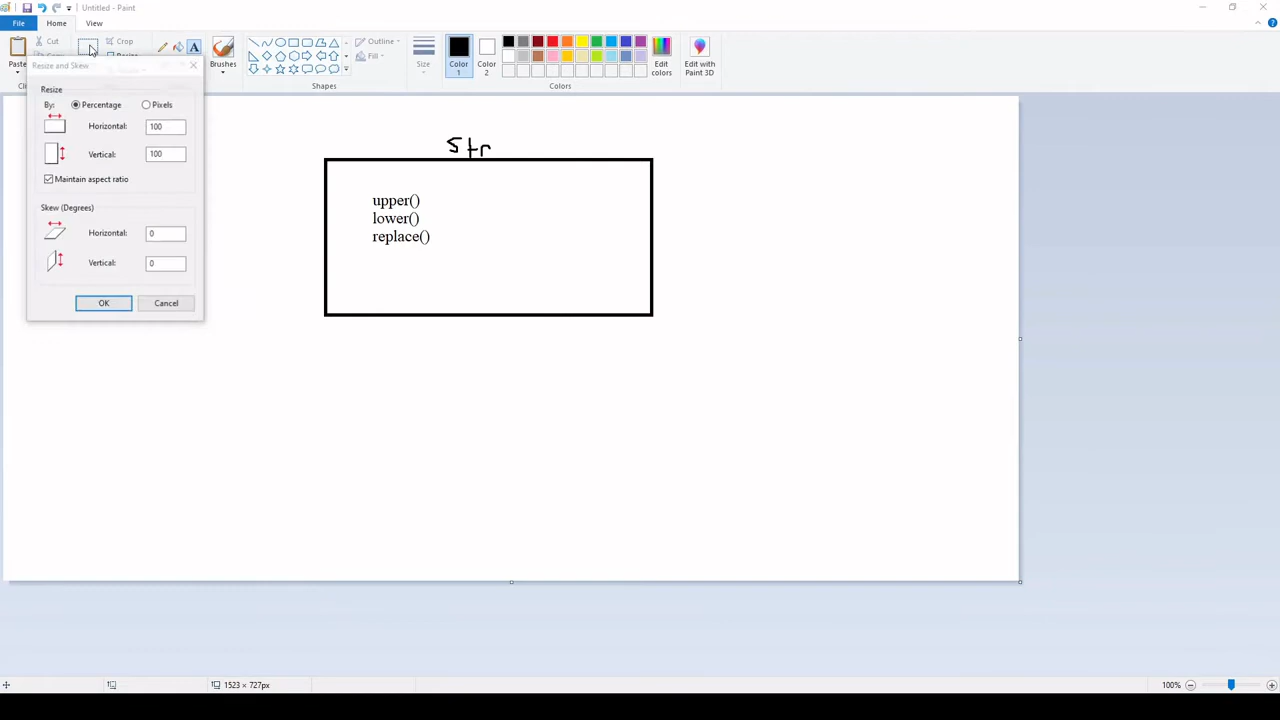 Untitled - Paint
File
Home
View
Cut
Crop
Paste
Brushes
Outline
Fill
Shapes
Size
Color 1
Color 2
Edit colors
Edit with Paint 3D
Colors
Resize and Skew
Resize
By:
Percentage
Pixels
Horizontal:
100
Vertical:
100
Maintain aspect ratio
Skew (Degrees)
Horizontal:
0
Vertical:
0
OK
Cancel
str
upper()
lower()
replace()
1523 × 727px
100%